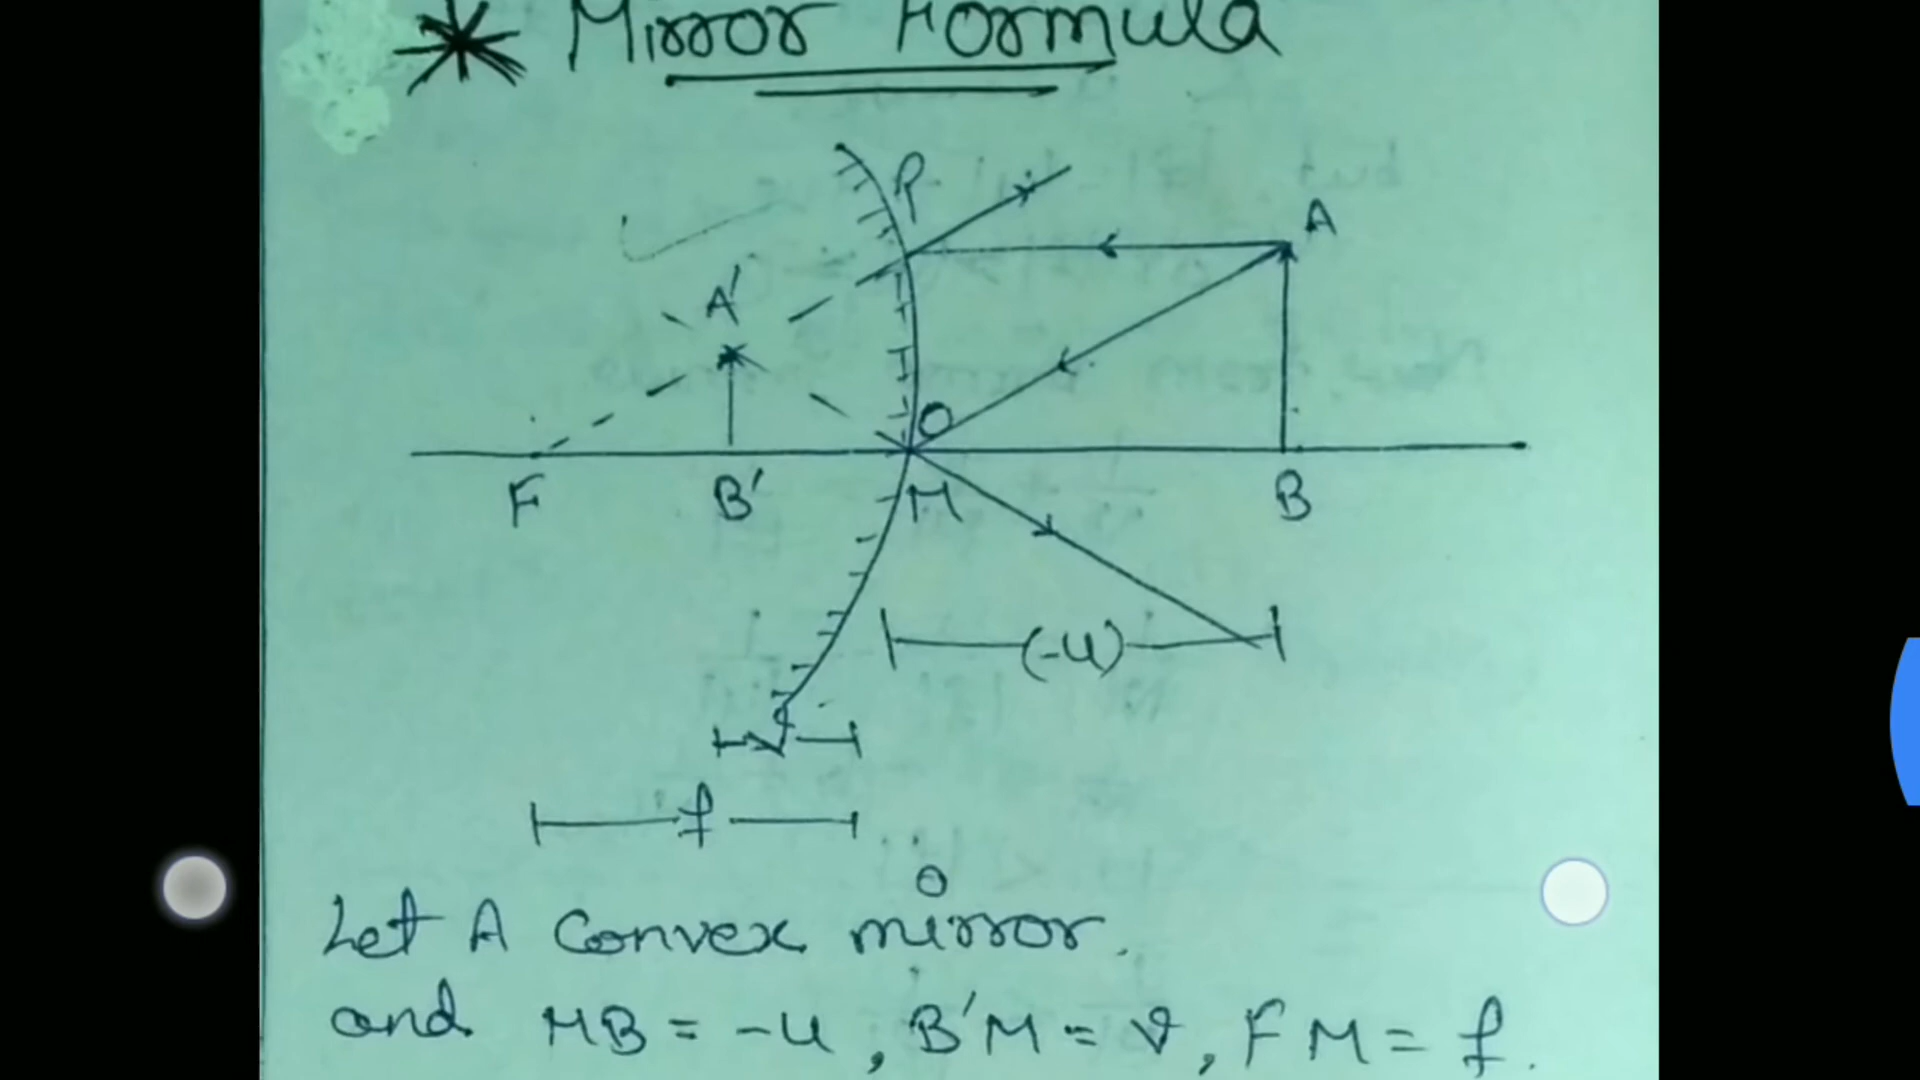 * Mirror Formula
P
A
A'
O
F
B'
M
B
(-u)
v
f
Let A Convex mirror.
and MB = -u, B'M = v, FM = f.